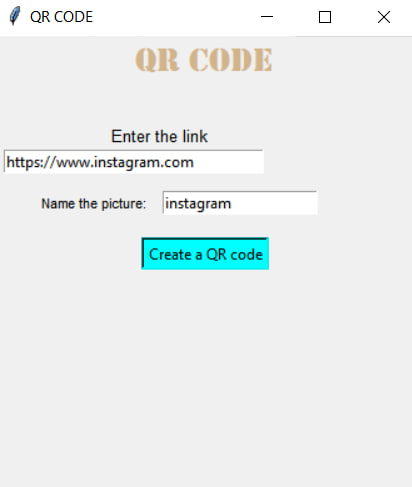 QR CODE
QR CODE
Enter the link
https://www.instagram.com
Name the picture: instagram
Create a QR code